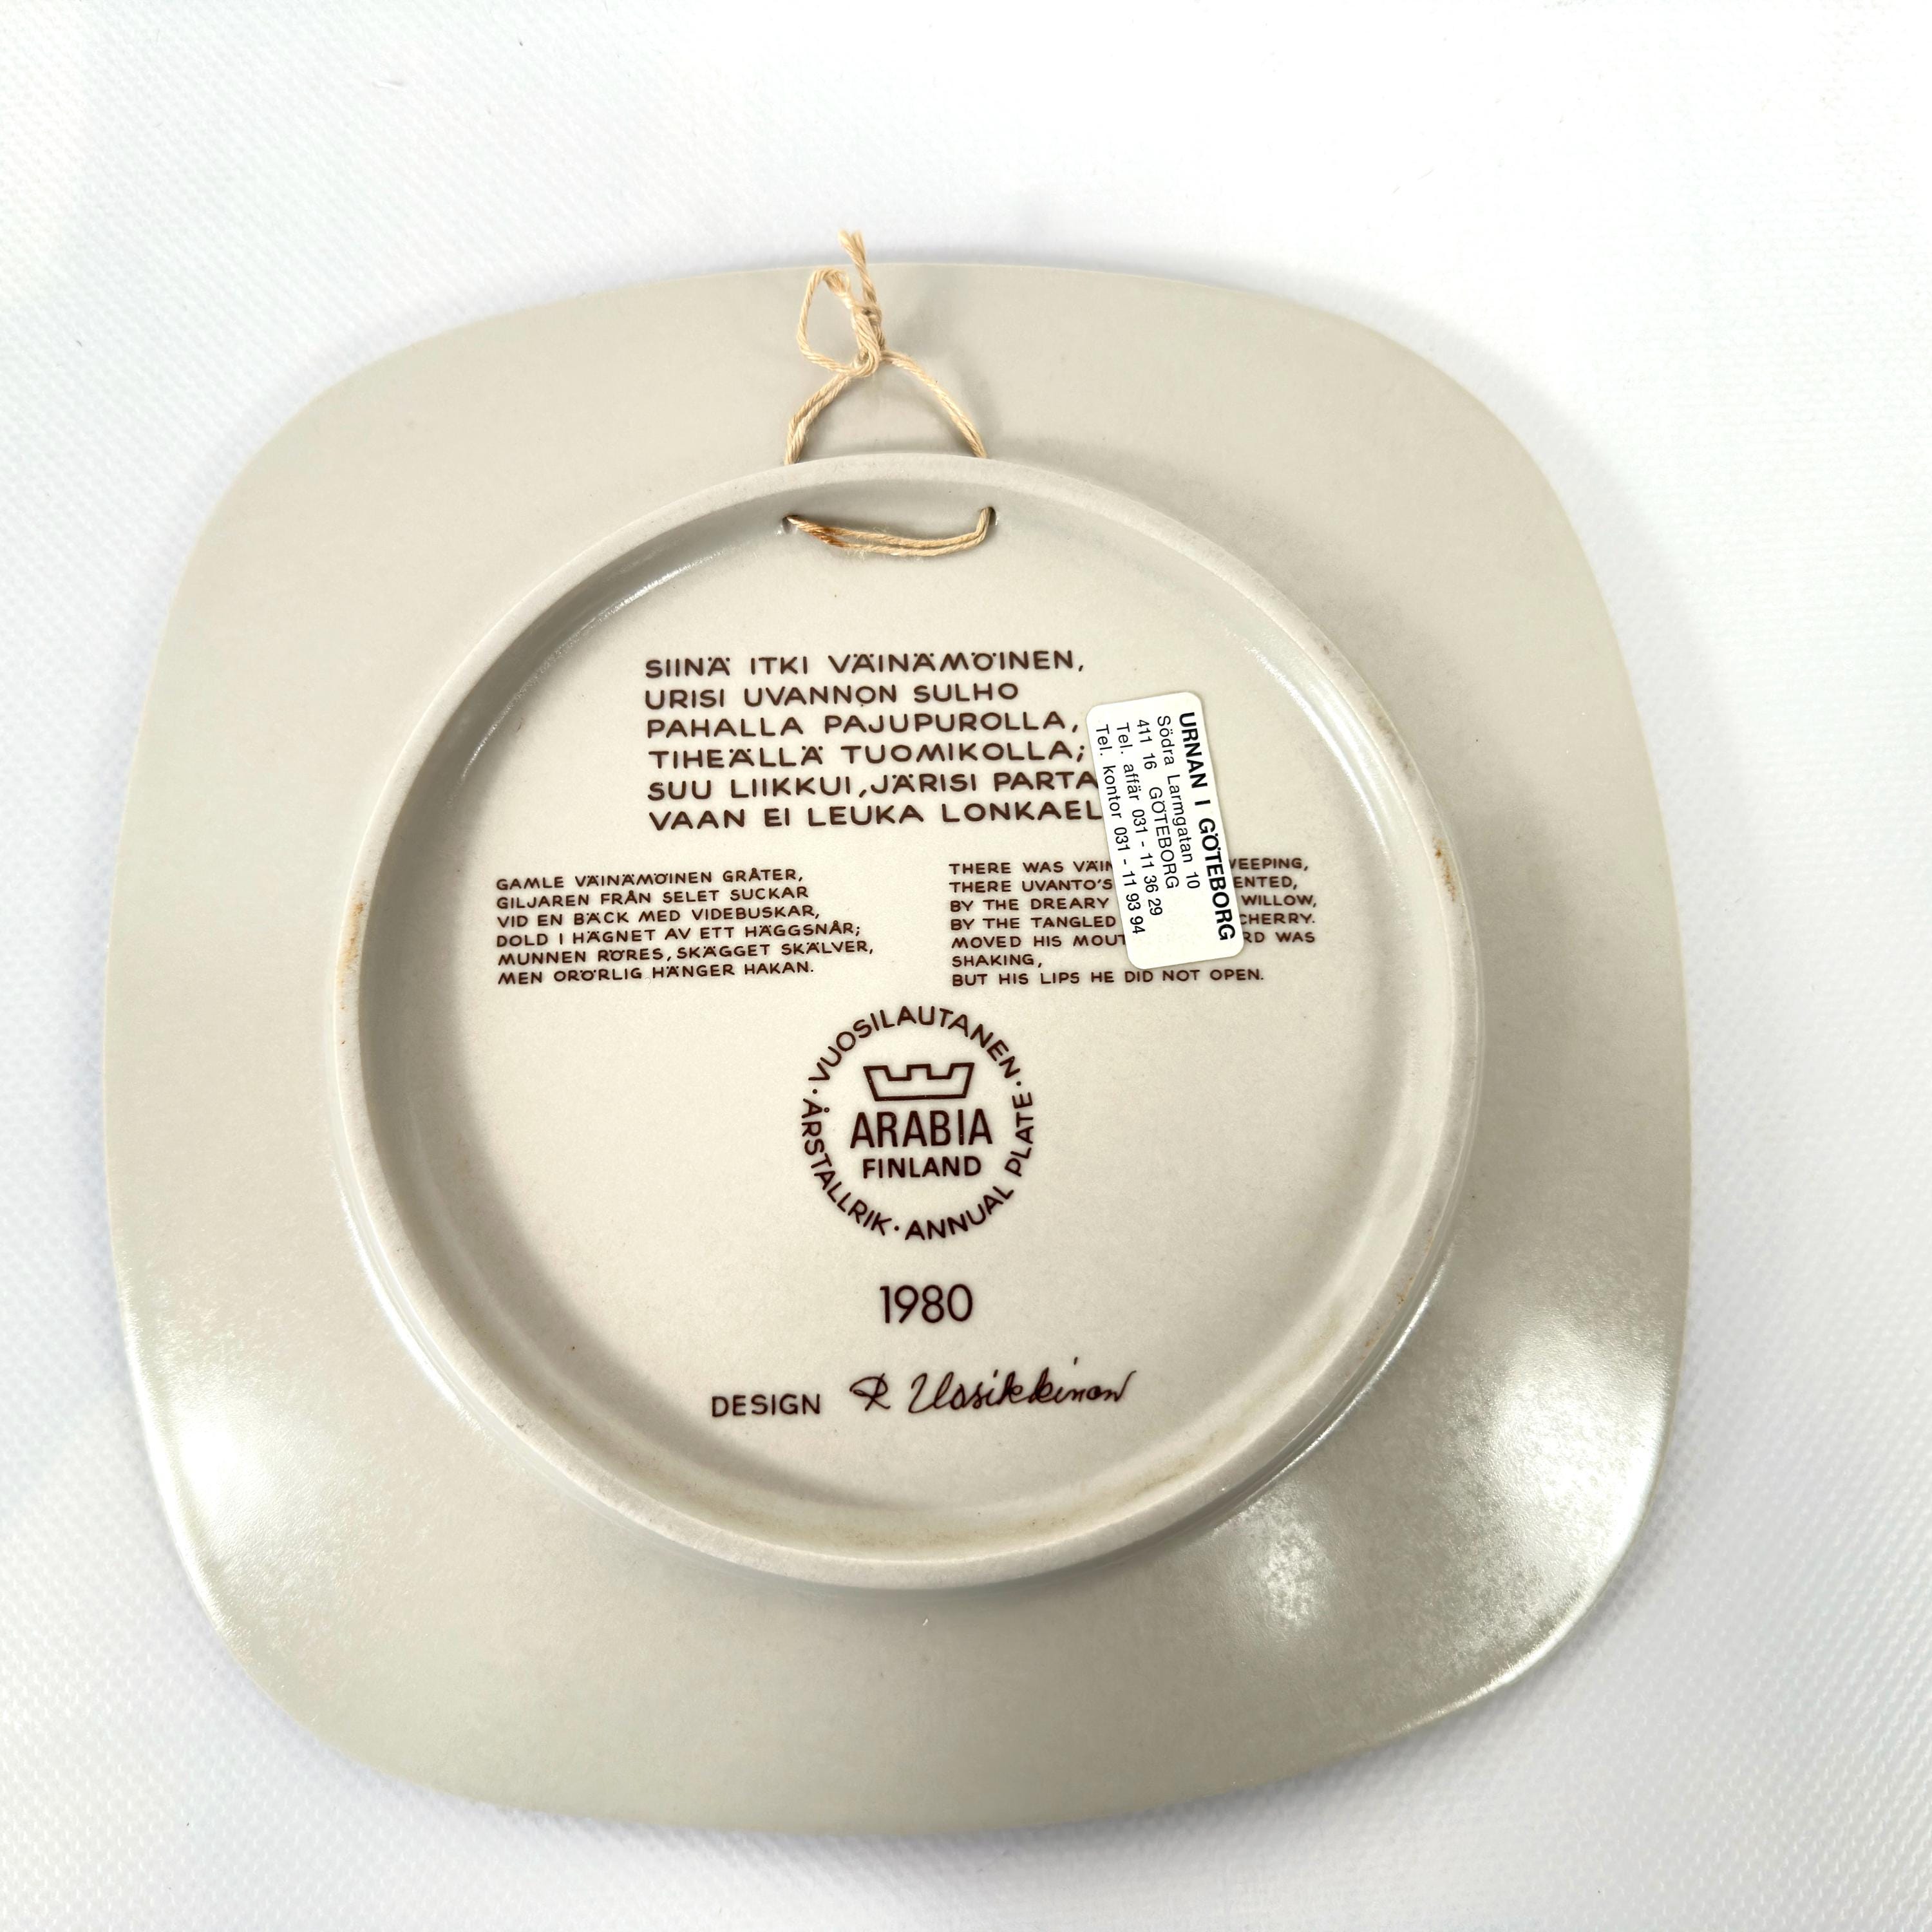 SIINÄ ITKI VÄINÄMÖINEN,
URISI UVANNON SULHO
PAHALLA PAJUPUROLLA,
TIHEÄLLÄ TUOMIKOLLA;
SUU LIIKKUI, JÄRISI PARTA
VAAN EI LEUKA LONKAEL
URNAN I GÖTEBORG
Södra Larmgatan 10
411 16 GÖTEBORG
Tel. affär 031 - 11 36 29
Tel. kontor 031 - 11 93 94
GAMLE VÄINÄMÖINEN GRÅTER,
GILJAREN FRÅN SELET SUCKAR
VID EN BÄCK MED VIDEBUSKAR,
DOLD I HÄGNET AV ETT HÄGGSNÅR;
MUNNEN RÖRES, SKÄGGET SKÄLVER,
MEN ORÖRLIG HÄNGER HAKAN.
THERE WAS VÄIN WEEPING,
THERE UVANTO'S ENTED,
BY THE DREARY WILLOW,
BY THE TANGLED CHERRY.
MOVED HIS MOUT RD WAS
SHAKING,
BUT HIS LIPS HE DID NOT OPEN.
VUOSILAUTANEN · ANNUAL PLATE · ÅRSTALLRIK ·
ARABIA
FINLAND
1980
DESIGN R Uosikkinen